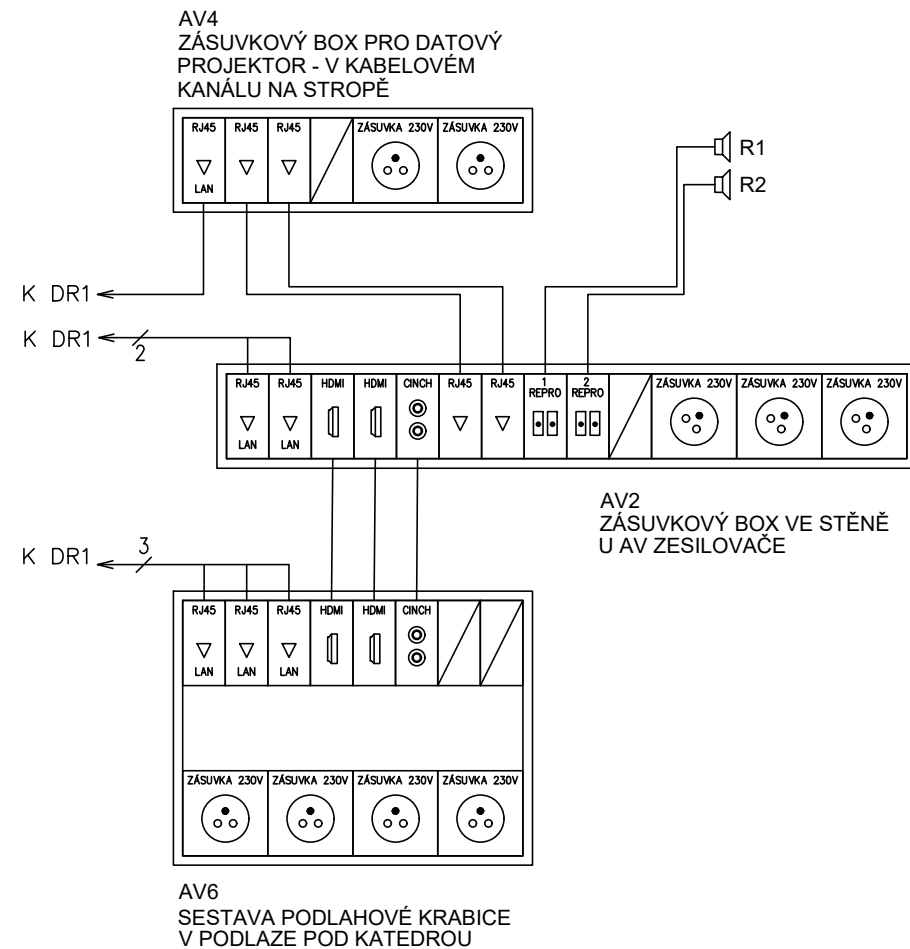 AV4
ZÁSUVKOVÝ BOX PRO DATOVÝ
PROJEKTOR - V KABELOVÉM
KANÁLU NA STROPĚ
RJ45 RJ45 RJ45 ZÁSUVKA 230V ZÁSUVKA 230V
LAN
R1
R2
K DR1
K DR1
2
RJ45 RJ45 HDMI HDMI CINCH RJ45 RJ45 1 REPRO 2 REPRO ZÁSUVKA 230V ZÁSUVKA 230V ZÁSUVKA 230V
LAN LAN
AV2
ZÁSUVKOVÝ BOX VE STĚNĚ
U AV ZESILOVAČE
K DR1
3
RJ45 RJ45 RJ45 HDMI HDMI CINCH
LAN LAN LAN
ZÁSUVKA 230V ZÁSUVKA 230V ZÁSUVKA 230V ZÁSUVKA 230V
AV6
SESTAVA PODLAHOVÉ KRABICE
V PODLAZE POD KATEDROU